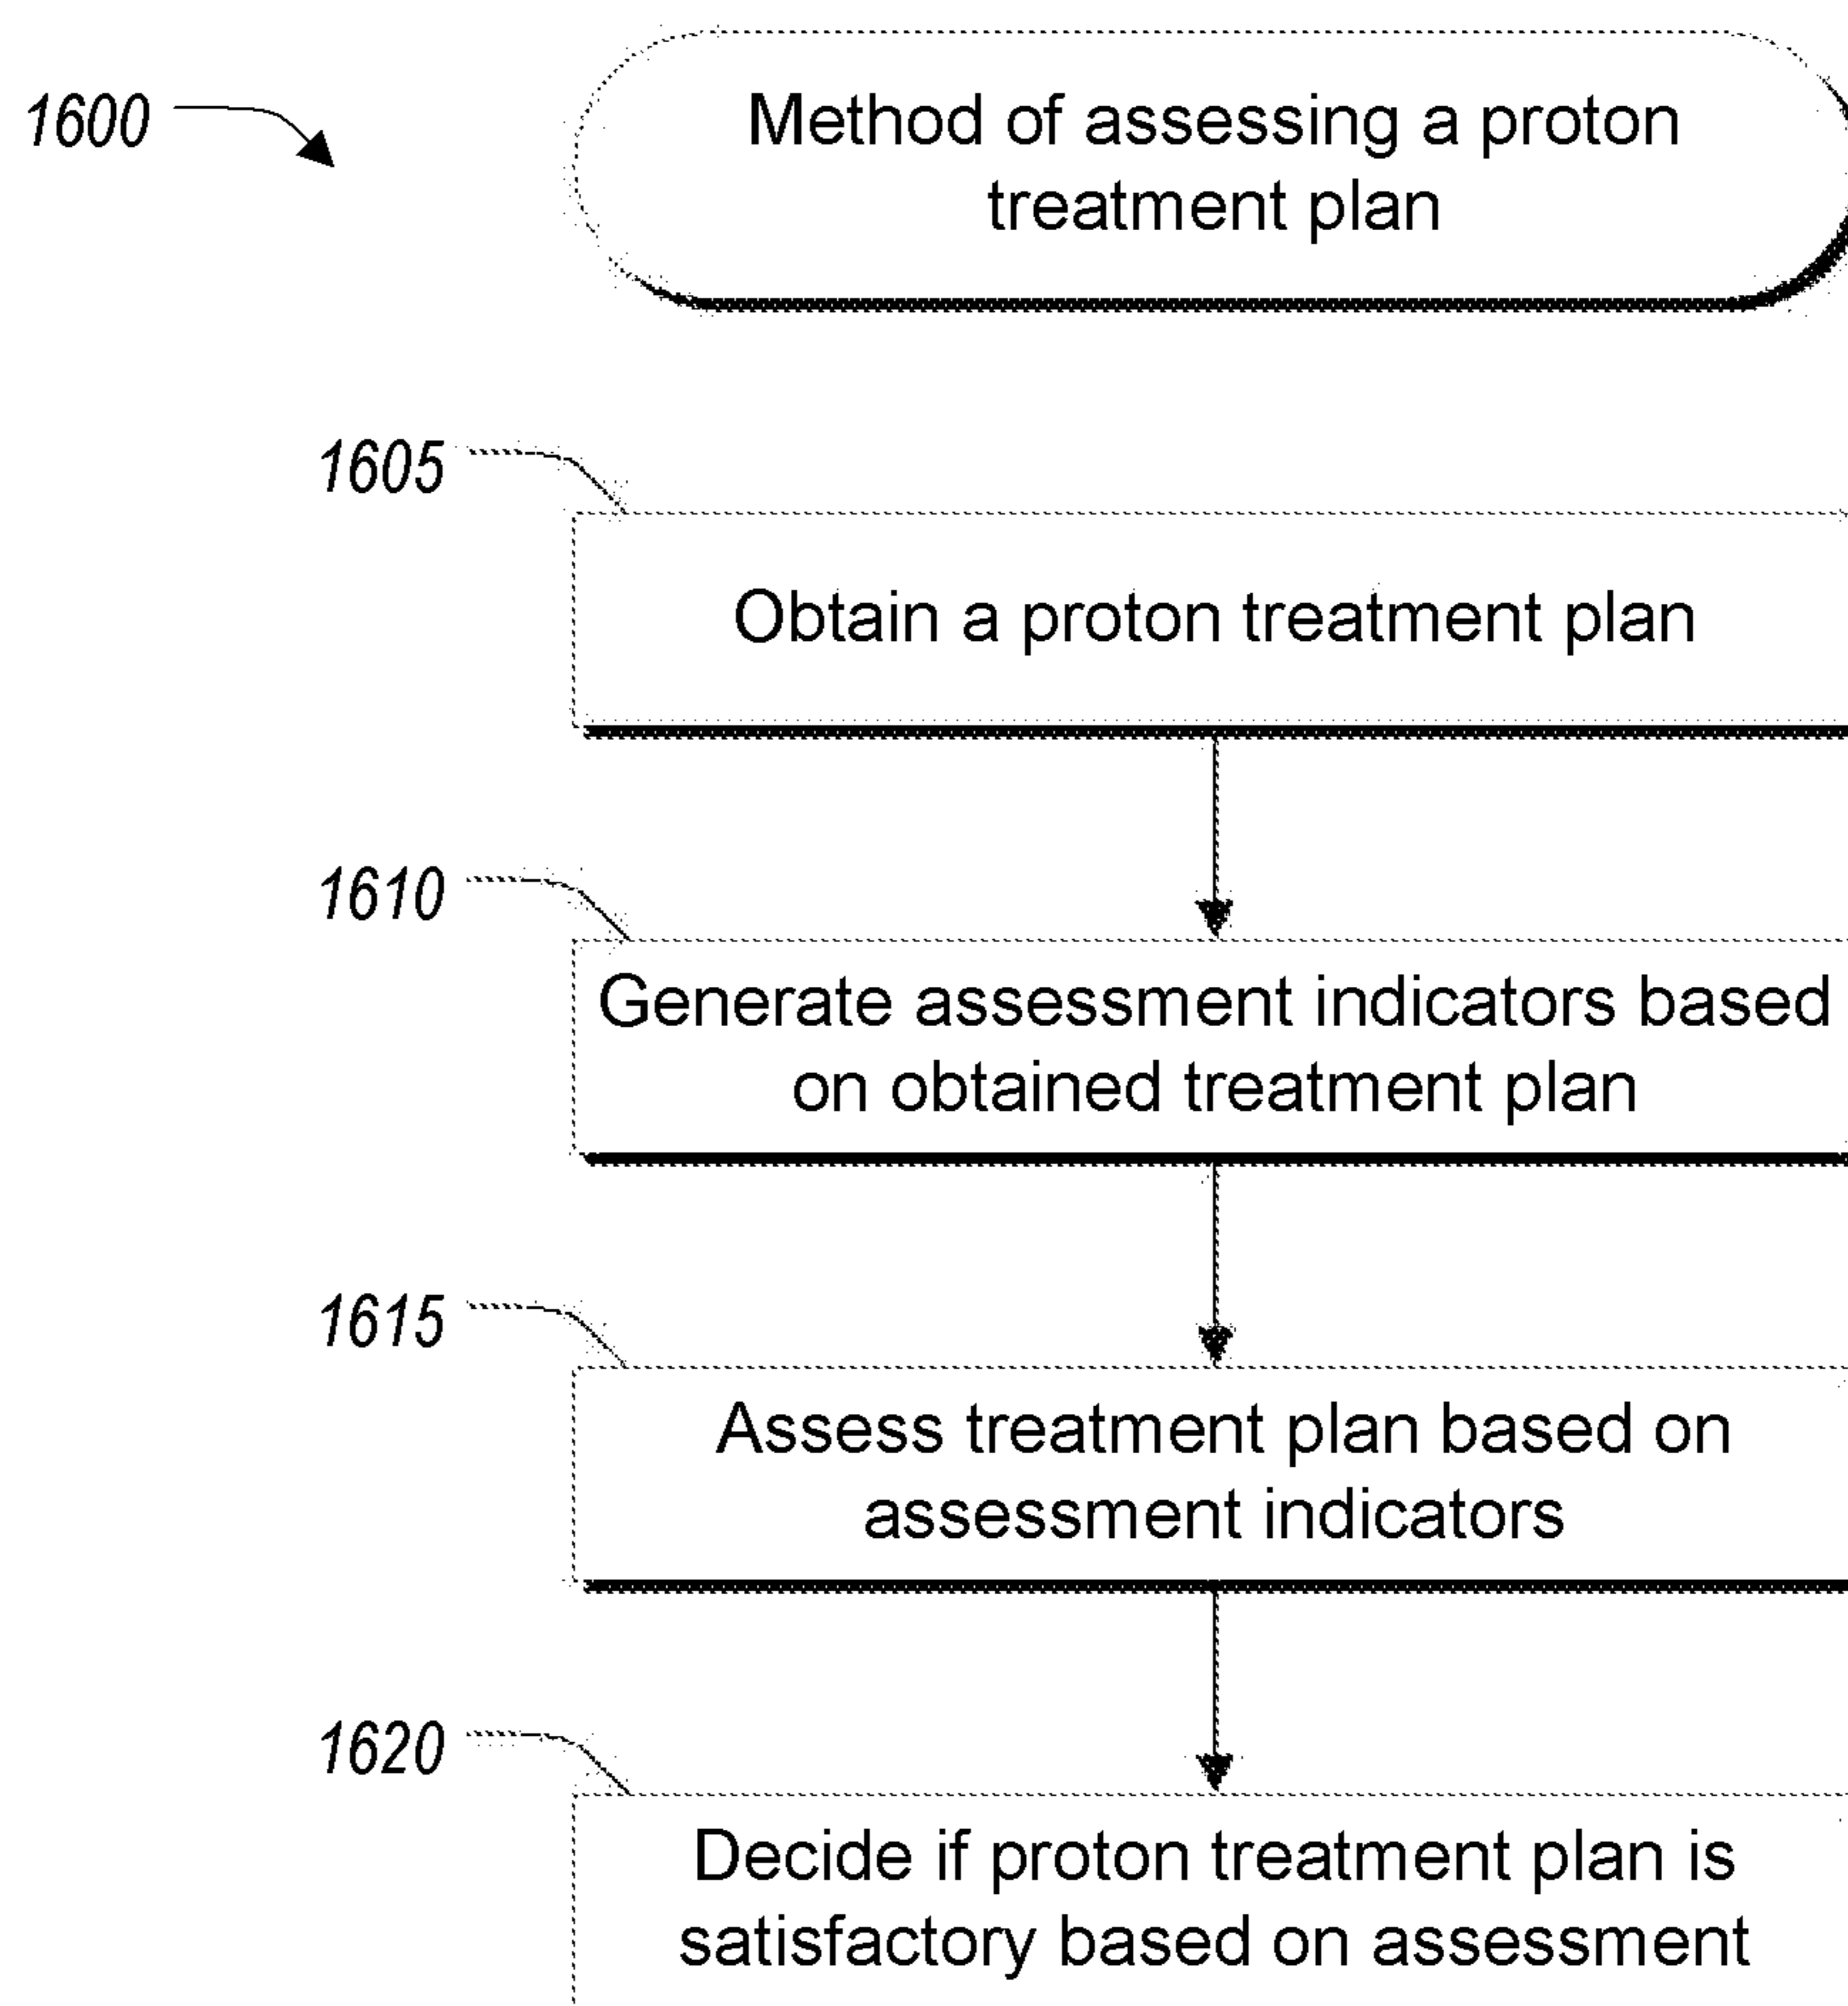 1600
Method of assessing a proton
treatment plan
1605
Obtain a proton treatment plan
1610
Generate assessment indicators based
on obtained treatment plan
1615
Assess treatment plan based on
assessment indicators
1620
Decide if proton treatment plan is
satisfactory based on assessment